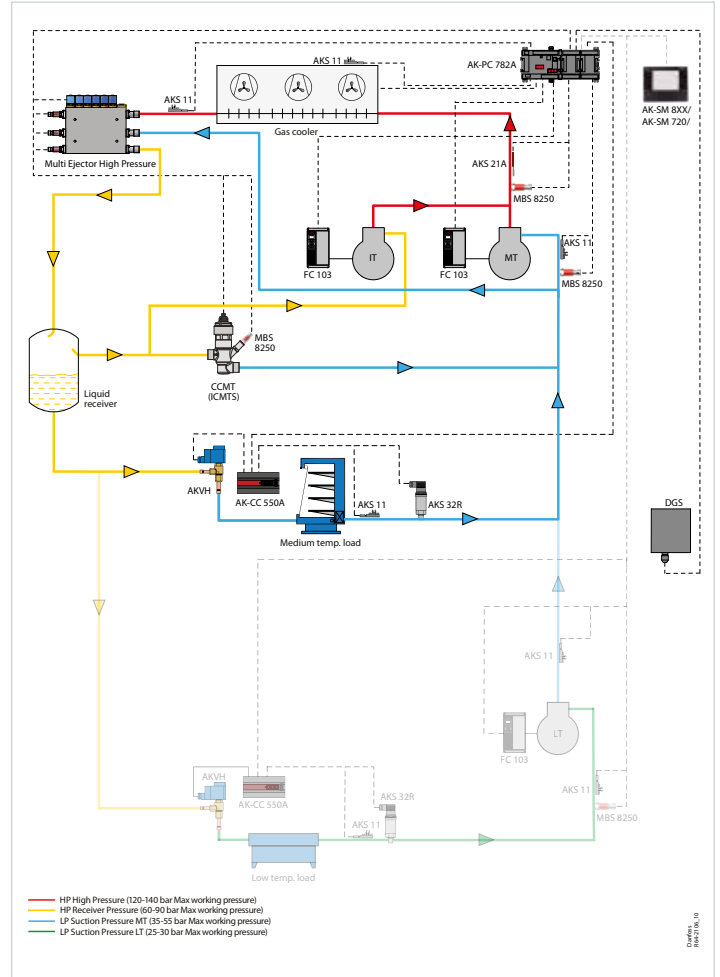 AKS 11
AK-PC 782A
AKS 11
AK-SM 8XX/
AK-SM 720/
Gas cooler
Multi Ejector High Pressure
AKS 21A
MBS 8250
AKS 11
FC 103
IT
FC 103
MT
MBS 8250
MBS
8250
CCMT
(ICMTS)
Liquid
receiver
AKVH
AK-CC 550A
AKS 11
AKS 32R
DGS
Medium temp. load
AKS 11
LT
FC 103
AKVH
AKS 11
AK-CC 550A
AKS 32R
MBS 8250
AKS 11
Low temp. load
HP High Pressure (120-140 bar Max working pressure)
HP Receiver Pressure (60-90 bar Max working pressure)
LP Suction Pressure MT (35-55 bar Max working pressure)
LP Suction Pressure LT (25-30 bar Max working pressure)
Danfoss
R64-2106_10